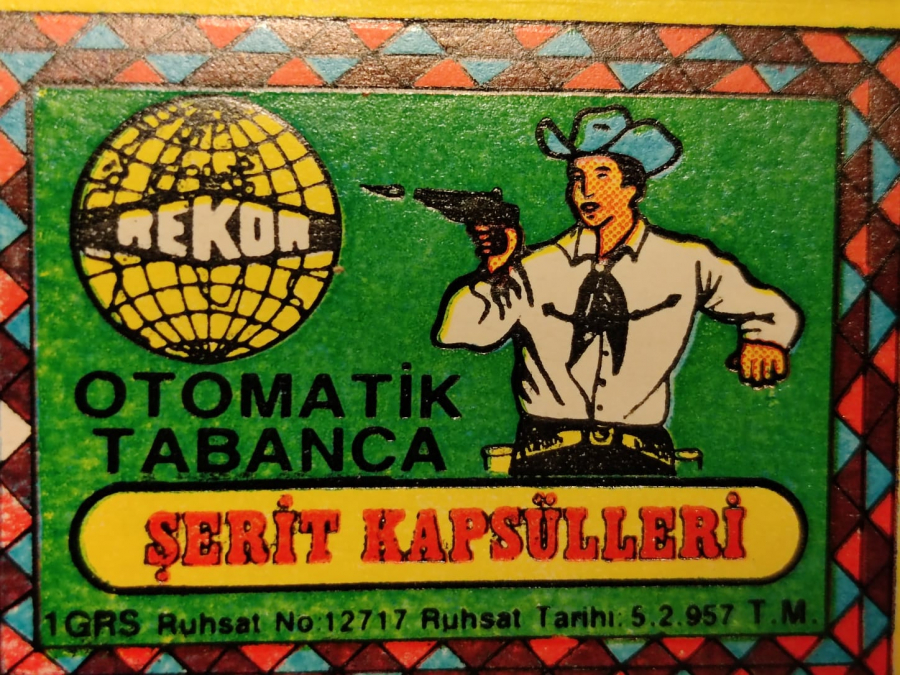 REKOR
OTOMATİK
TABANCA
ŞERİT KAPSÜLLERİ
1GRS Ruhsat No:12717 Ruhsat Tarihi: 5.2.957 T.M.